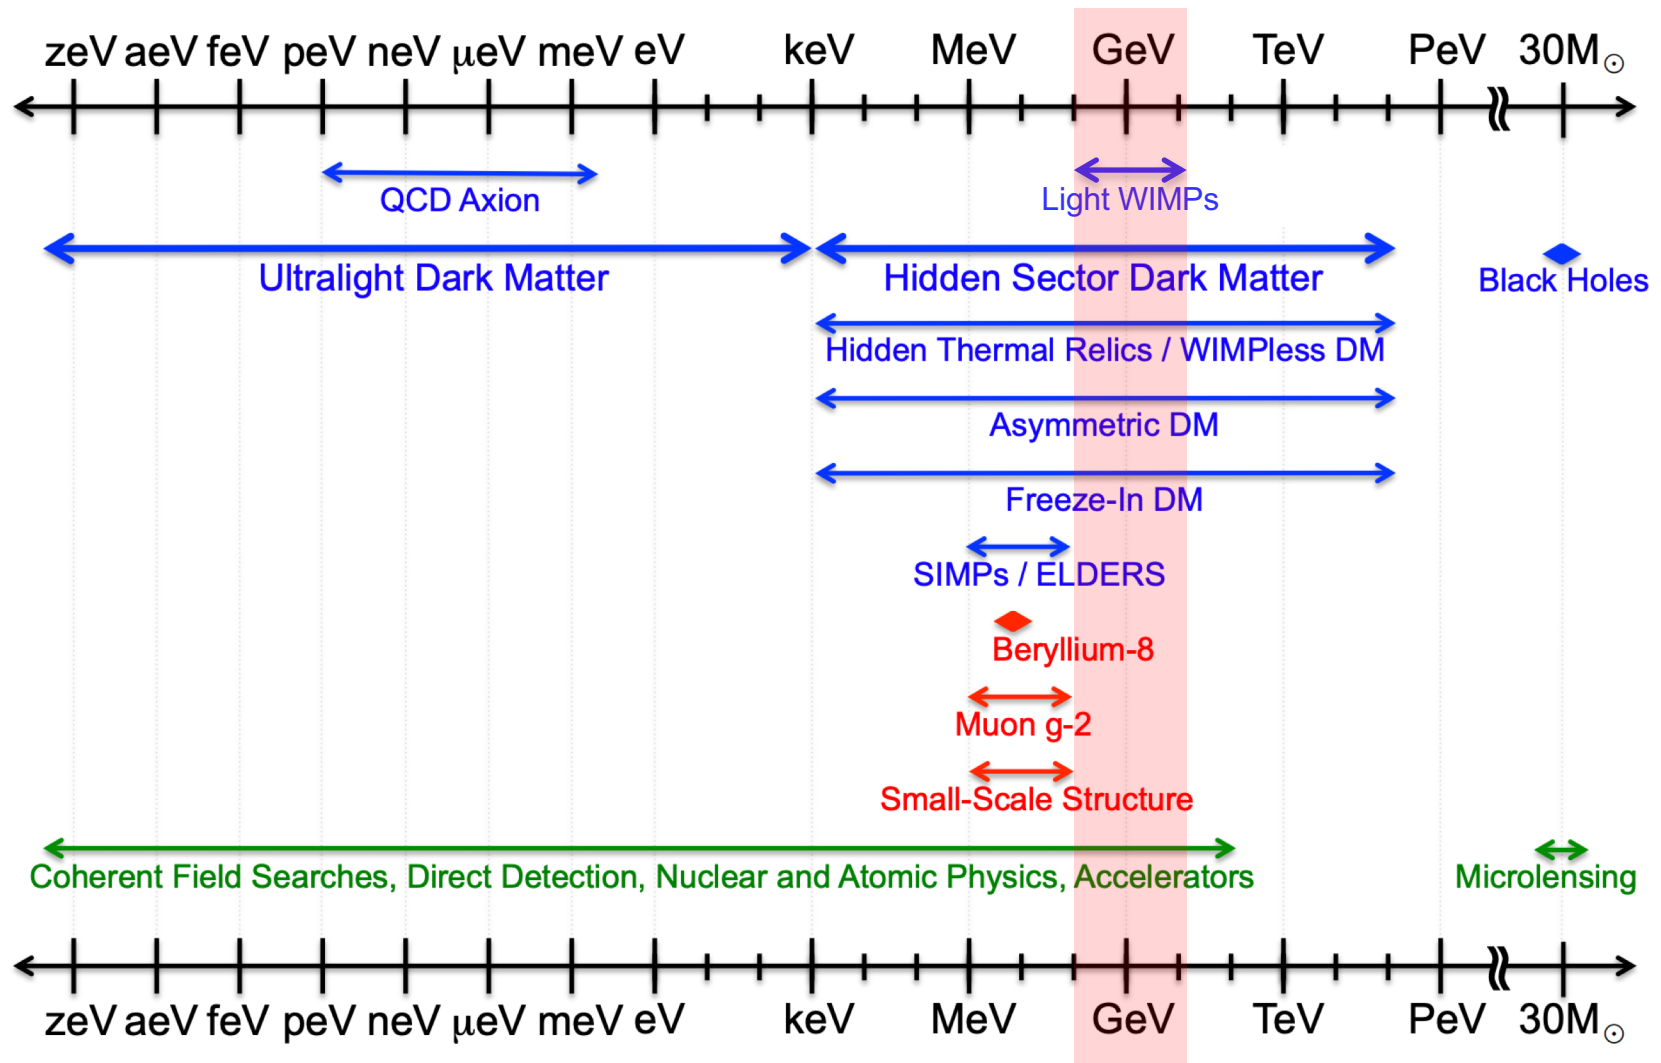 zeV aeV feV peV neV μeV meV eV keV MeV GeV TeV PeV 30M☉
QCD Axion
Light WIMPs
Ultralight Dark Matter
Hidden Sector Dark Matter
Black Holes
Hidden Thermal Relics / WIMPless DM
Asymmetric DM
Freeze-In DM
SIMPs / ELDERS
Beryllium-8
Muon g-2
Small-Scale Structure
Coherent Field Searches, Direct Detection, Nuclear and Atomic Physics, Accelerators
Microlensing
zeV aeV feV peV neV μeV meV eV keV MeV GeV TeV PeV 30M☉